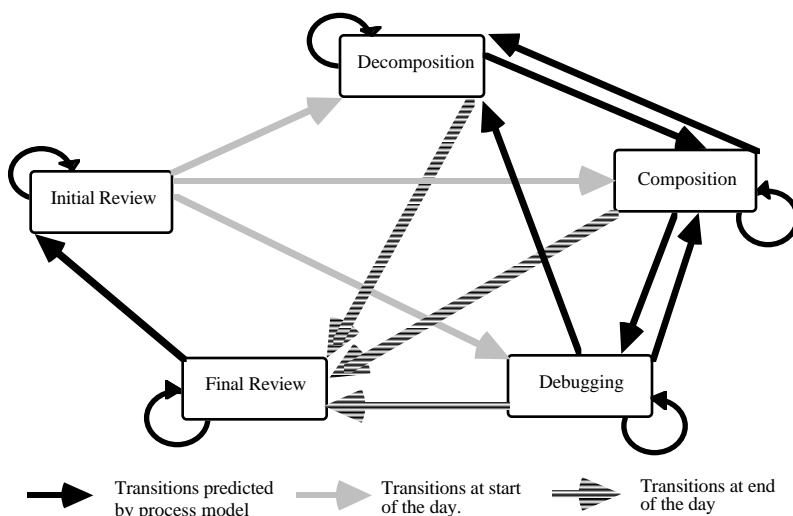 Decomposition
Composition
Initial Review
Final Review
Debugging
Transitions predicted
by process model
Transitions at start
of the day.
Transitions at end
of the day